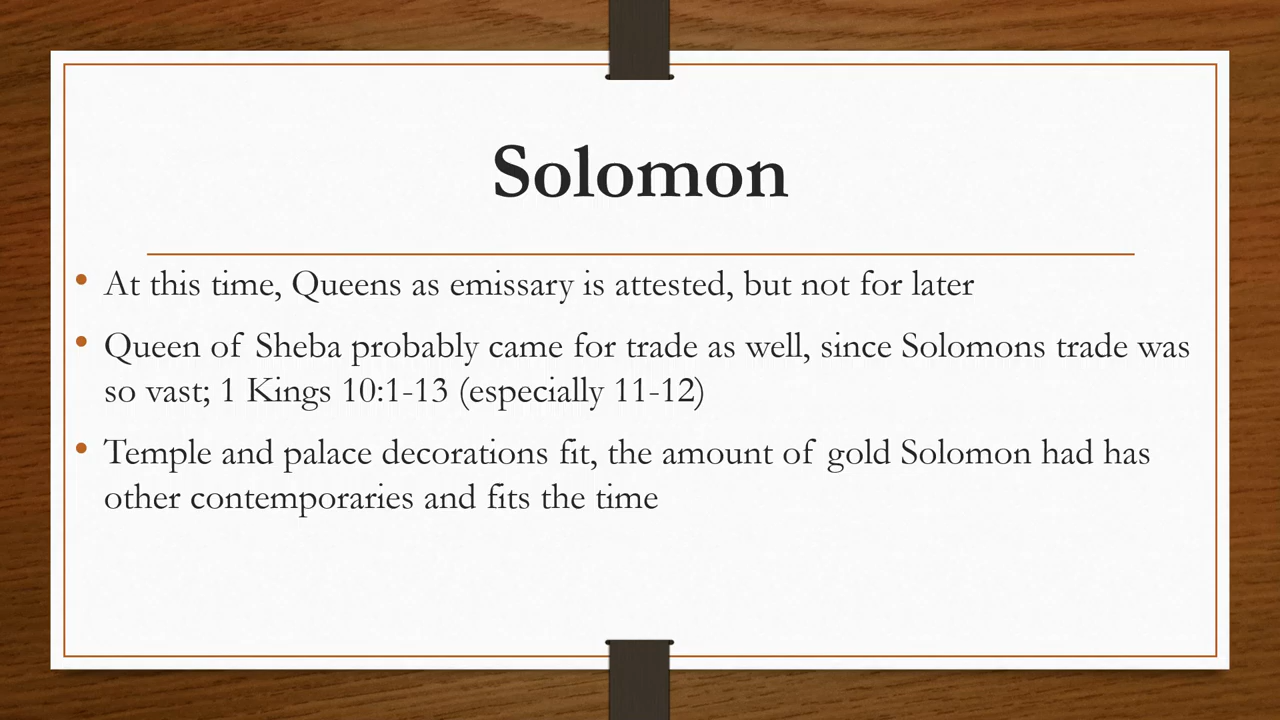 Solomon
• At this time, Queens as emissary is attested, but not for later
• Queen of Sheba probably came for trade as well, since Solomons trade was
so vast; 1 Kings 10:1-13 (especially 11-12)
• Temple and palace decorations fit, the amount of gold Solomon had has
other contemporaries and fits the time